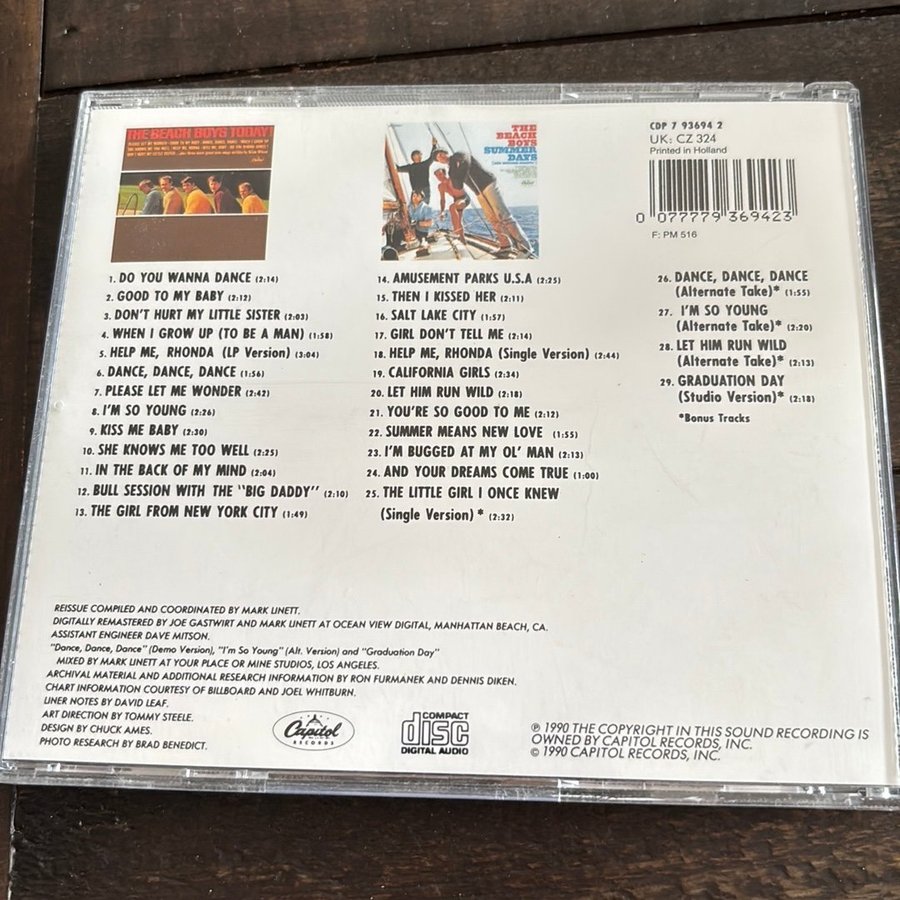 THE BEACH BOYS TODAY!
THE
BEACH
BOYS
SUMMER
DAYS
CDP 7 93694 2
UK: CZ 324
Printed in Holland
0 077779 369423
F: PM 516
1. DO YOU WANNA DANCE (2:14)
2. GOOD TO MY BABY (2:12)
3. DON'T HURT MY LITTLE SISTER (2:03)
4. WHEN I GROW UP (TO BE A MAN) (1:58)
5. HELP ME, RHONDA (LP Version) (3:04)
6. DANCE, DANCE, DANCE (1:56)
7. PLEASE LET ME WONDER (2:42)
8. I'M SO YOUNG (2:26)
9. KISS ME BABY (2:30)
10. SHE KNOWS ME TOO WELL (2:25)
11. IN THE BACK OF MY MIND (2:04)
12. BULL SESSION WITH THE "BIG DADDY" (2:10)
13. THE GIRL FROM NEW YORK CITY (1:49)
14. AMUSEMENT PARKS U.S.A (2:25)
15. THEN I KISSED HER (2:11)
16. SALT LAKE CITY (1:57)
17. GIRL DON'T TELL ME (2:14)
18. HELP ME, RHONDA (Single Version) (2:44)
19. CALIFORNIA GIRLS (2:34)
20. LET HIM RUN WILD (2:18)
21. YOU'RE SO GOOD TO ME (2:12)
22. SUMMER MEANS NEW LOVE (1:55)
23. I'M BUGGED AT MY OL' MAN (2:13)
24. AND YOUR DREAMS COME TRUE (1:00)
25. THE LITTLE GIRL I ONCE KNEW
(Single Version) * (2:32)
26. DANCE, DANCE, DANCE
(Alternate Take)* (1:55)
27. I'M SO YOUNG
(Alternate Take)* (2:20)
28. LET HIM RUN WILD
(Alternate Take)* (2:13)
29. GRADUATION DAY
(Studio Version)* (2:18)
*Bonus Tracks
REISSUE COMPILED AND COORDINATED BY MARK LINETT.
DIGITALLY REMASTERED BY JOE GASTWIRT AND MARK LINETT AT OCEAN VIEW DIGITAL, MANHATTAN BEACH, CA.
ASSISTANT ENGINEER DAVE MITSON.
"Dance, Dance, Dance" (Demo Version), "I'm So Young" (Alt. Version) and "Graduation Day"
MIXED BY MARK LINETT AT YOUR PLACE OR MINE STUDIOS, LOS ANGELES.
ARCHIVAL MATERIAL AND ADDITIONAL RESEARCH INFORMATION BY RON FURMANEK AND DENNIS DIKEN.
CHART INFORMATION COURTESY OF BILLBOARD AND JOEL WHITBURN.
LINER NOTES BY DAVID LEAF.
ART DIRECTION BY TOMMY STEELE.
DESIGN BY CHUCK AMES.
PHOTO RESEARCH BY BRAD BENEDICT.
Capitol
RECORDS
COMPACT
disc
DIGITAL AUDIO
℗ 1990 THE COPYRIGHT IN THIS SOUND RECORDING IS
OWNED BY CAPITOL RECORDS, INC.
© 1990 CAPITOL RECORDS, INC.